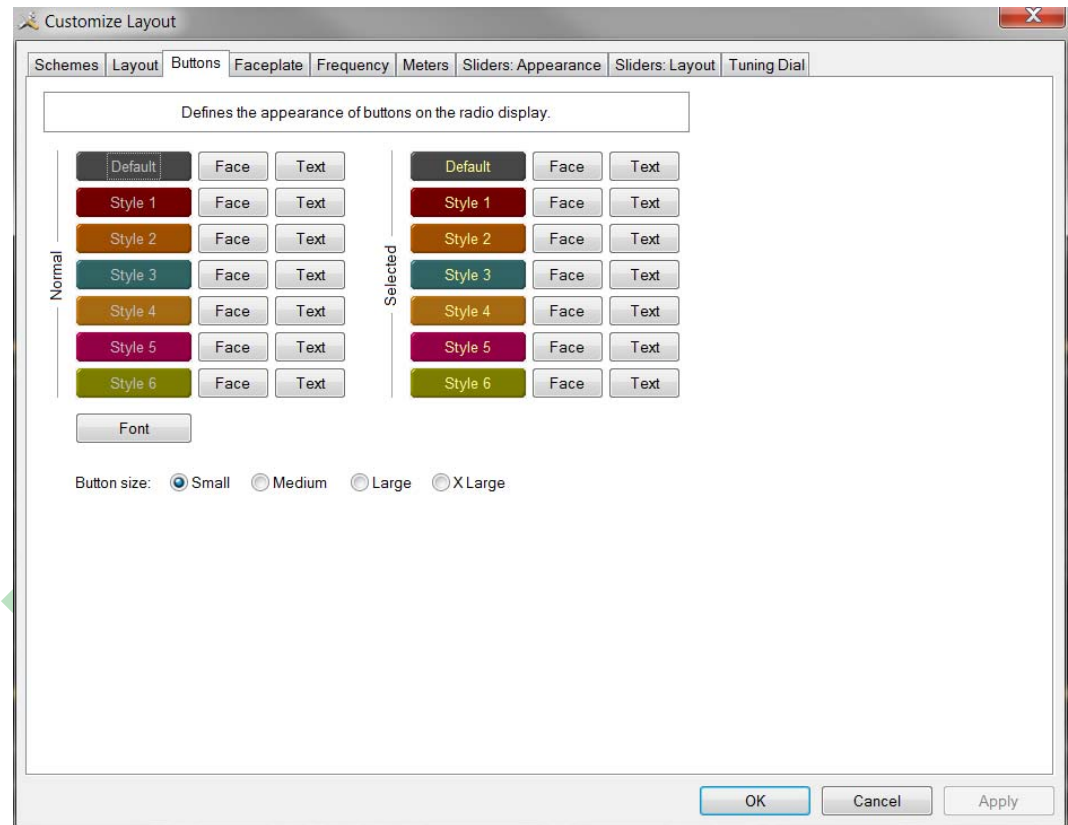 Customize Layout
X
Schemes Layout Buttons Faceplate Frequency Meters Sliders: Appearance Sliders: Layout Tuning Dial
Defines the appearance of buttons on the radio display.
Normal
Default Face Text
Style 1 Face Text
Style 2 Face Text
Style 3 Face Text
Style 4 Face Text
Style 5 Face Text
Style 6 Face Text
Selected
Default Face Text
Style 1 Face Text
Style 2 Face Text
Style 3 Face Text
Style 4 Face Text
Style 5 Face Text
Style 6 Face Text
Font
Button size: Small Medium Large X Large
OK Cancel Apply